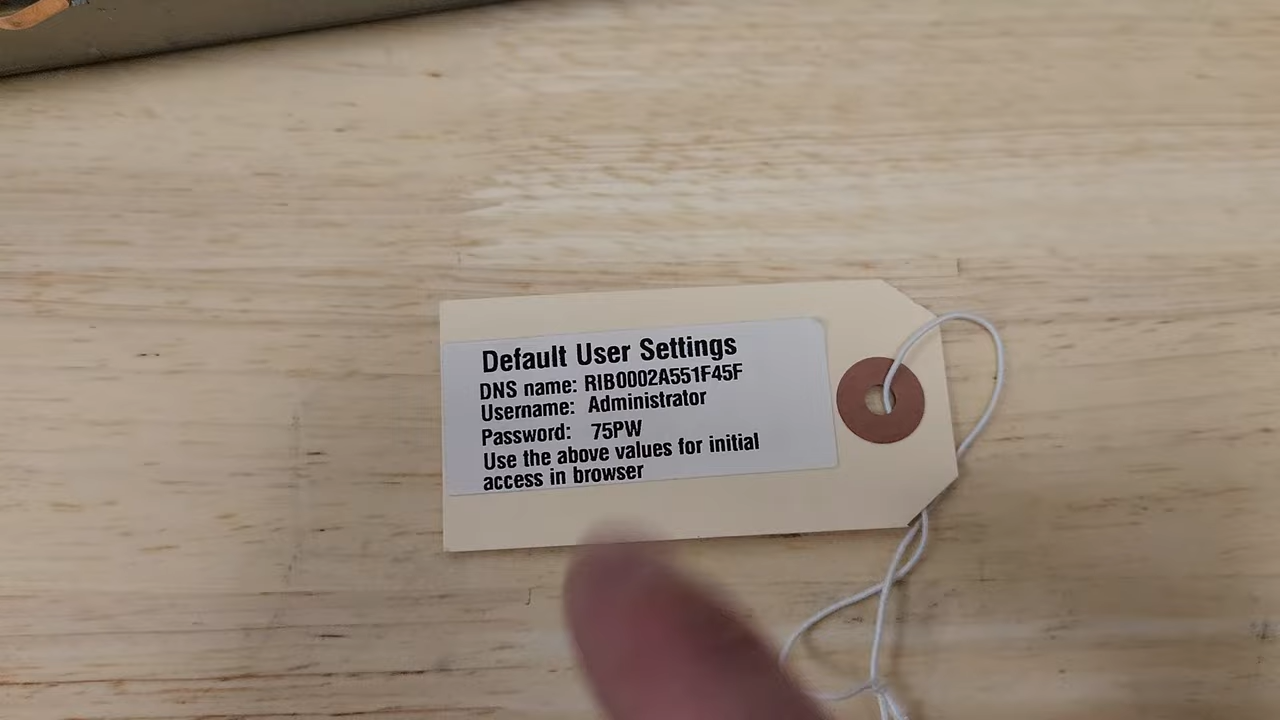 Default User Settings
DNS name: RIB0002A551F45F
Username: Administrator
Password: 75PW
Use the above values for initial
access in browser